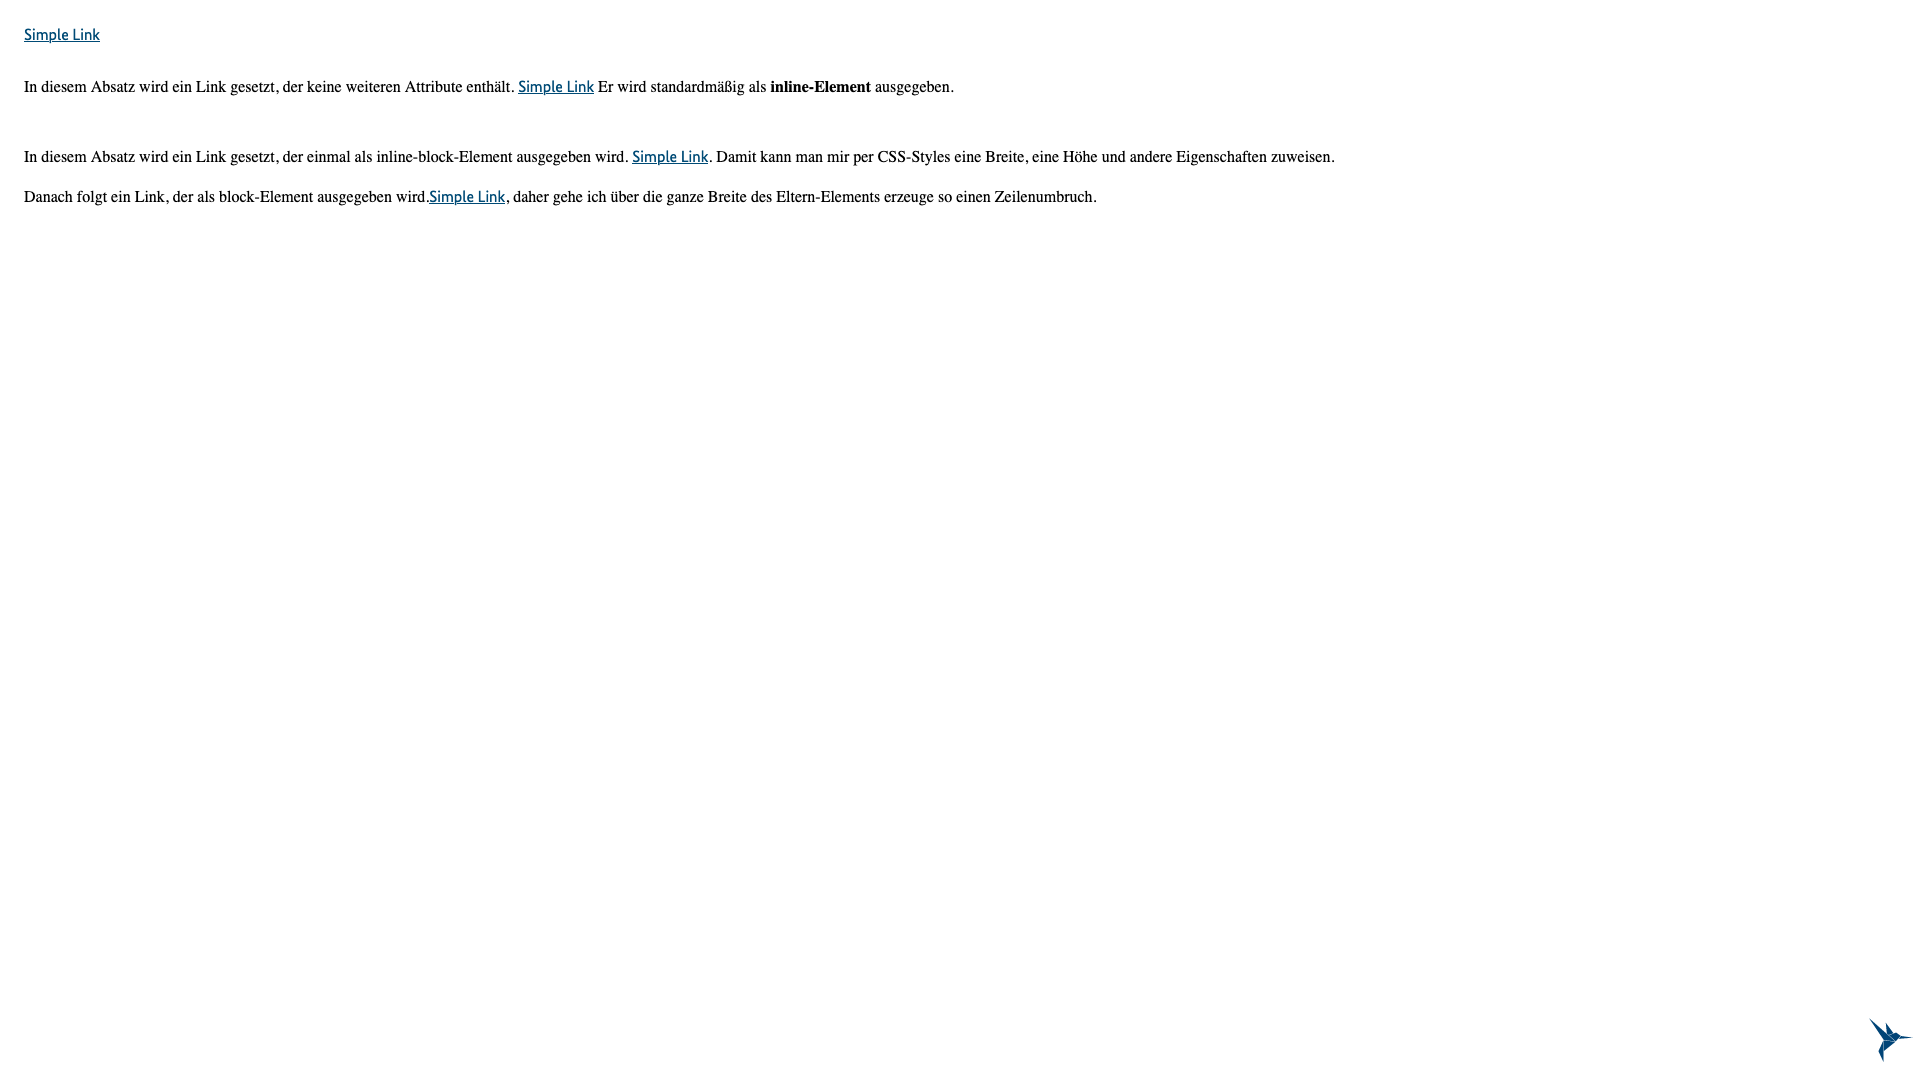 Simple Link
In diesem Absatz wird ein Link gesetzt, der keine weiteren Attribute enthält. Simple Link Er wird standardmäßig als inline-Element ausgegeben.
In diesem Absatz wird ein Link gesetzt, der einmal als inline-block-Element ausgegeben wird. Simple Link. Damit kann man mir per CSS-Styles eine Breite, eine Höhe und andere Eigenschaften zuweisen.
Danach folgt ein Link, der als block-Element ausgegeben wird.Simple Link, daher gehe ich über die ganze Breite des Eltern-Elements erzeuge so einen Zeilenumbruch.